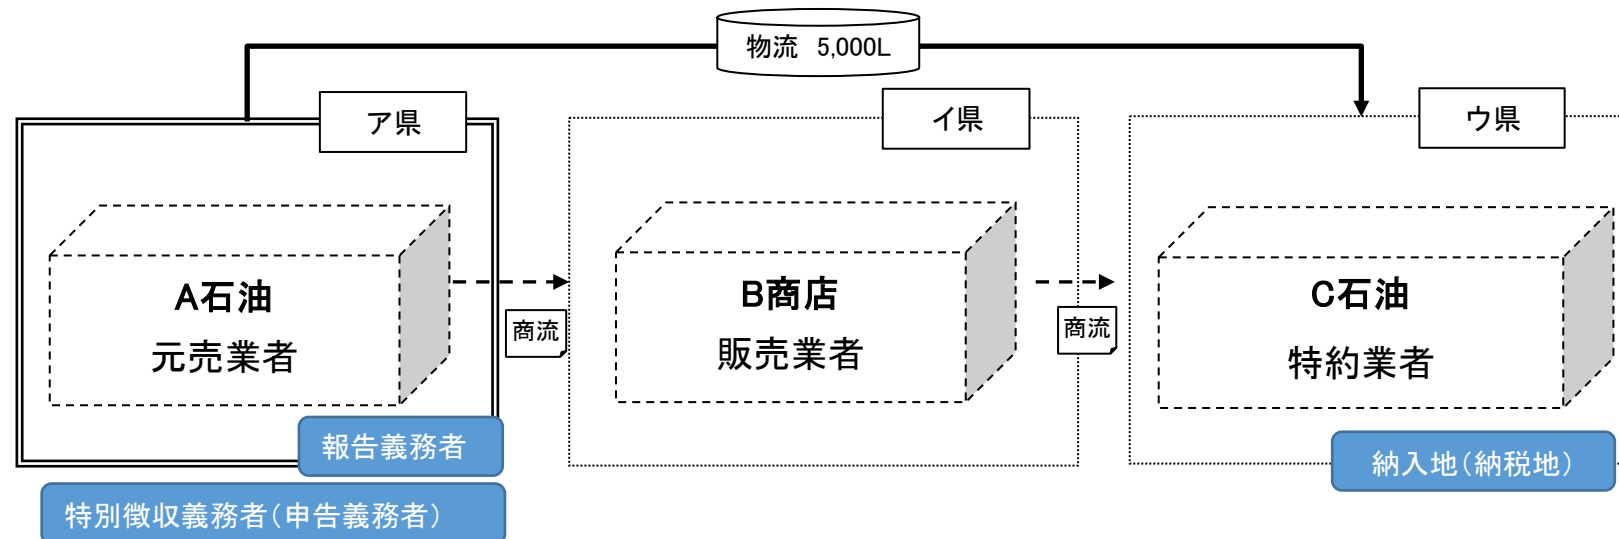 物流 5,000L
ア県
イ県
ウ県
A石油
元売業者
商流
B商店
販売業者
商流
C石油
特約業者
報告義務者
特別徴収義務者（申告義務者）
納入地（納税地）